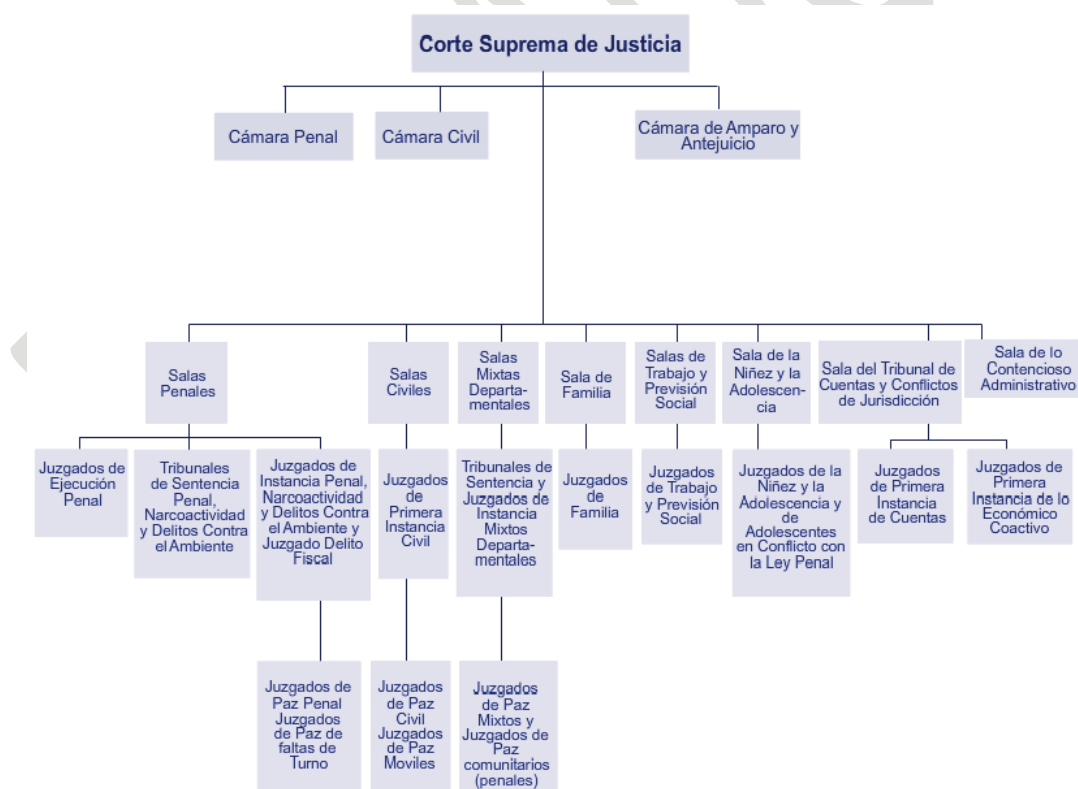 Corte Suprema de Justicia
Cámara Penal
Cámara Civil
Cámara de Amparo y
Antejuicio
Salas
Penales
Salas
Civiles
Salas
Mixtas
Departa-
mentales
Sala de
Familia
Salas de
Trabajo y
Previsión
Social
Sala de la
Niñez y la
Adolescen-
cia
Sala del Tribunal de
Cuentas y Conflictos
de Jurisdicción
Sala de lo
Contencioso
Administrativo
Juzgados de
Ejecución
Penal
Tribunales
de Sentencia
Penal,
Narcoactividad
y Delitos Contra
el Ambiente
Juzgados de
Instancia Penal,
Narcoactividad
y Delitos Contra
el Ambiente y
Juzgado Delito
Fiscal
Juzgados
de
Primera
Instancia
Civil
Tribunales de
Sentencia y
Juzgados de
Instancia
Mixtos
Departa-
mentales
Juzgados
de
Familia
Juzgados
de Trabajo
y Previsión
Social
Juzgados de la
Niñez y la
Adolescencia y
de
Adolescentes
en Conflicto con
la Ley Penal
Juzgados
de Primera
Instancia
de Cuentas
Juzgados de
Primera
Instancia de lo
Económico
Coactivo
Juzgados de
Paz Penal
Juzgados
de Paz de
faltas de
Turno
Juzgados
de Paz
Civil
Juzgados
de Paz
Moviles
Juzgados
de Paz
Mixtos y
Juzgados de
Paz
comunitarios
(penales)